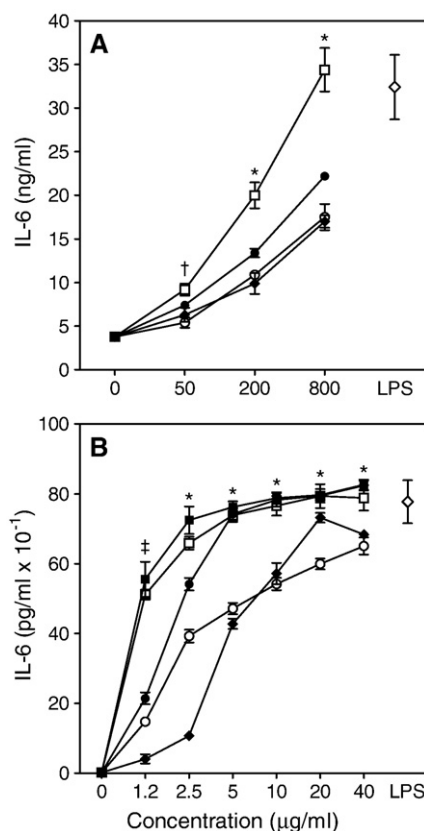 A
IL-6 (ng/ml)
40
35
30
25
20
15
10
5
0
†
*
*
0 50 200 800 LPS
B
IL-6 (pg/ml x 10⁻¹)
100
80
60
40
20
0
‡
* * * * *
0 1.2 2.5 5 10 20 40 LPS
Concentration (μg/ml)